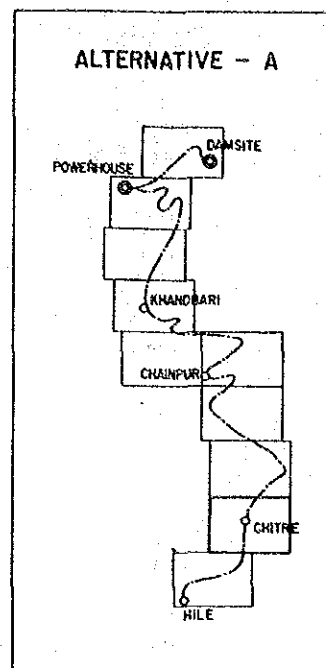 ALTERNATIVE - A
DAMSITE
POWERHOUSE
KHANDBARI
CHAINPUR
CHITRE
HILE